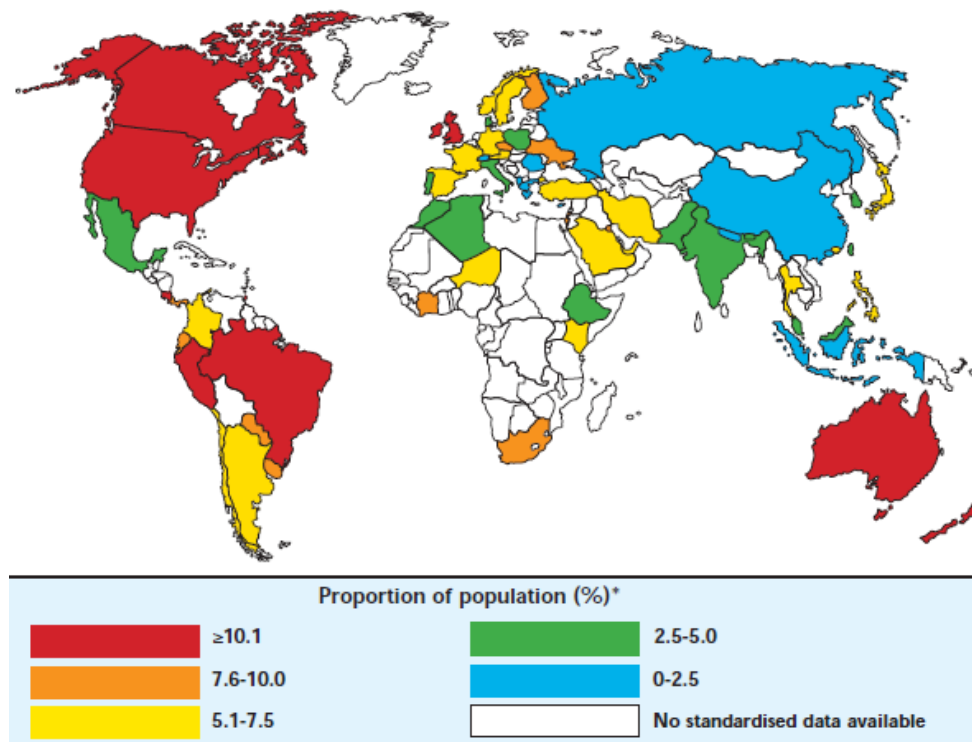 Proportion of population (%)*
≥10.1
2.5-5.0
7.6-10.0
0-2.5
5.1-7.5
No standardised data available